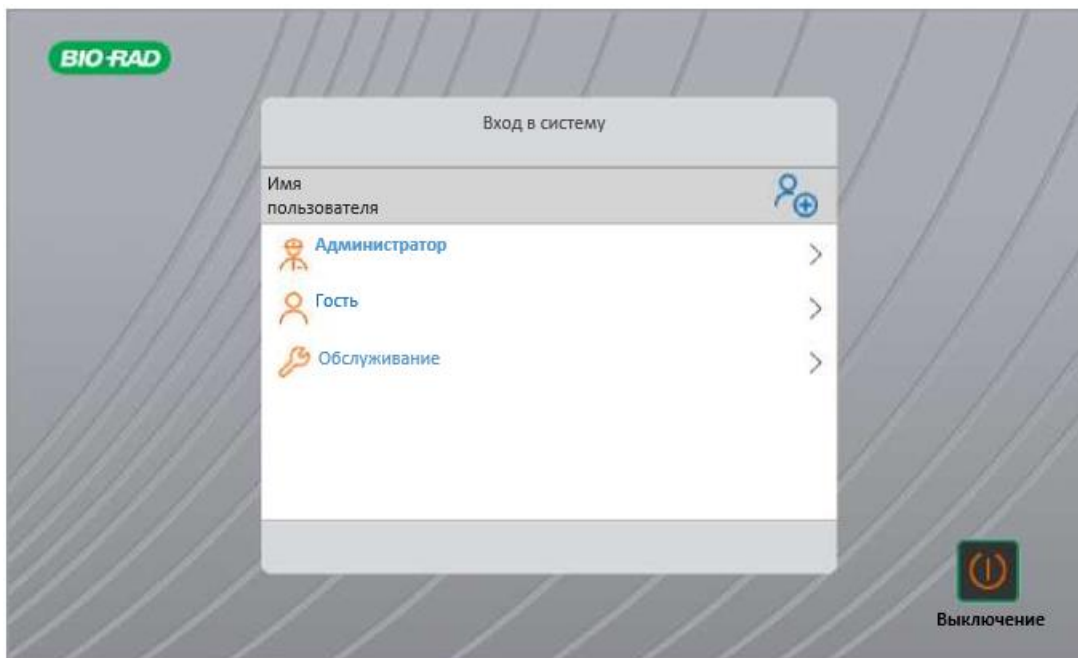 BIO-RAD
Вход в систему
Имя
пользователя
Администратор
Гость
Обслуживание
Выключение